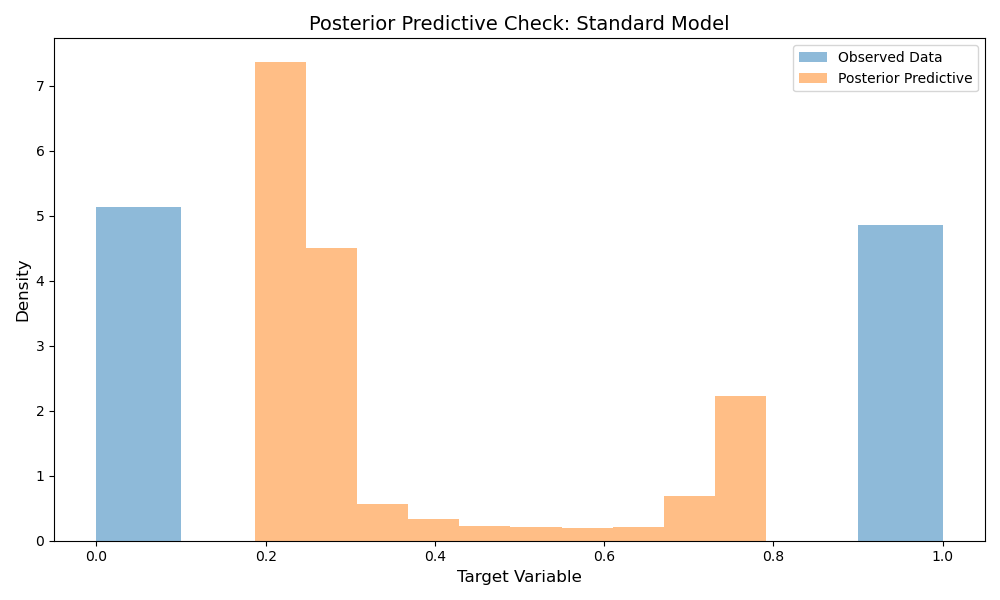 Posterior Predictive Check: Standard Model
Observed Data
Posterior Predictive
Density
7
6
5
4
3
2
1
0
0.0 0.2 0.4 0.6 0.8 1.0
Target Variable